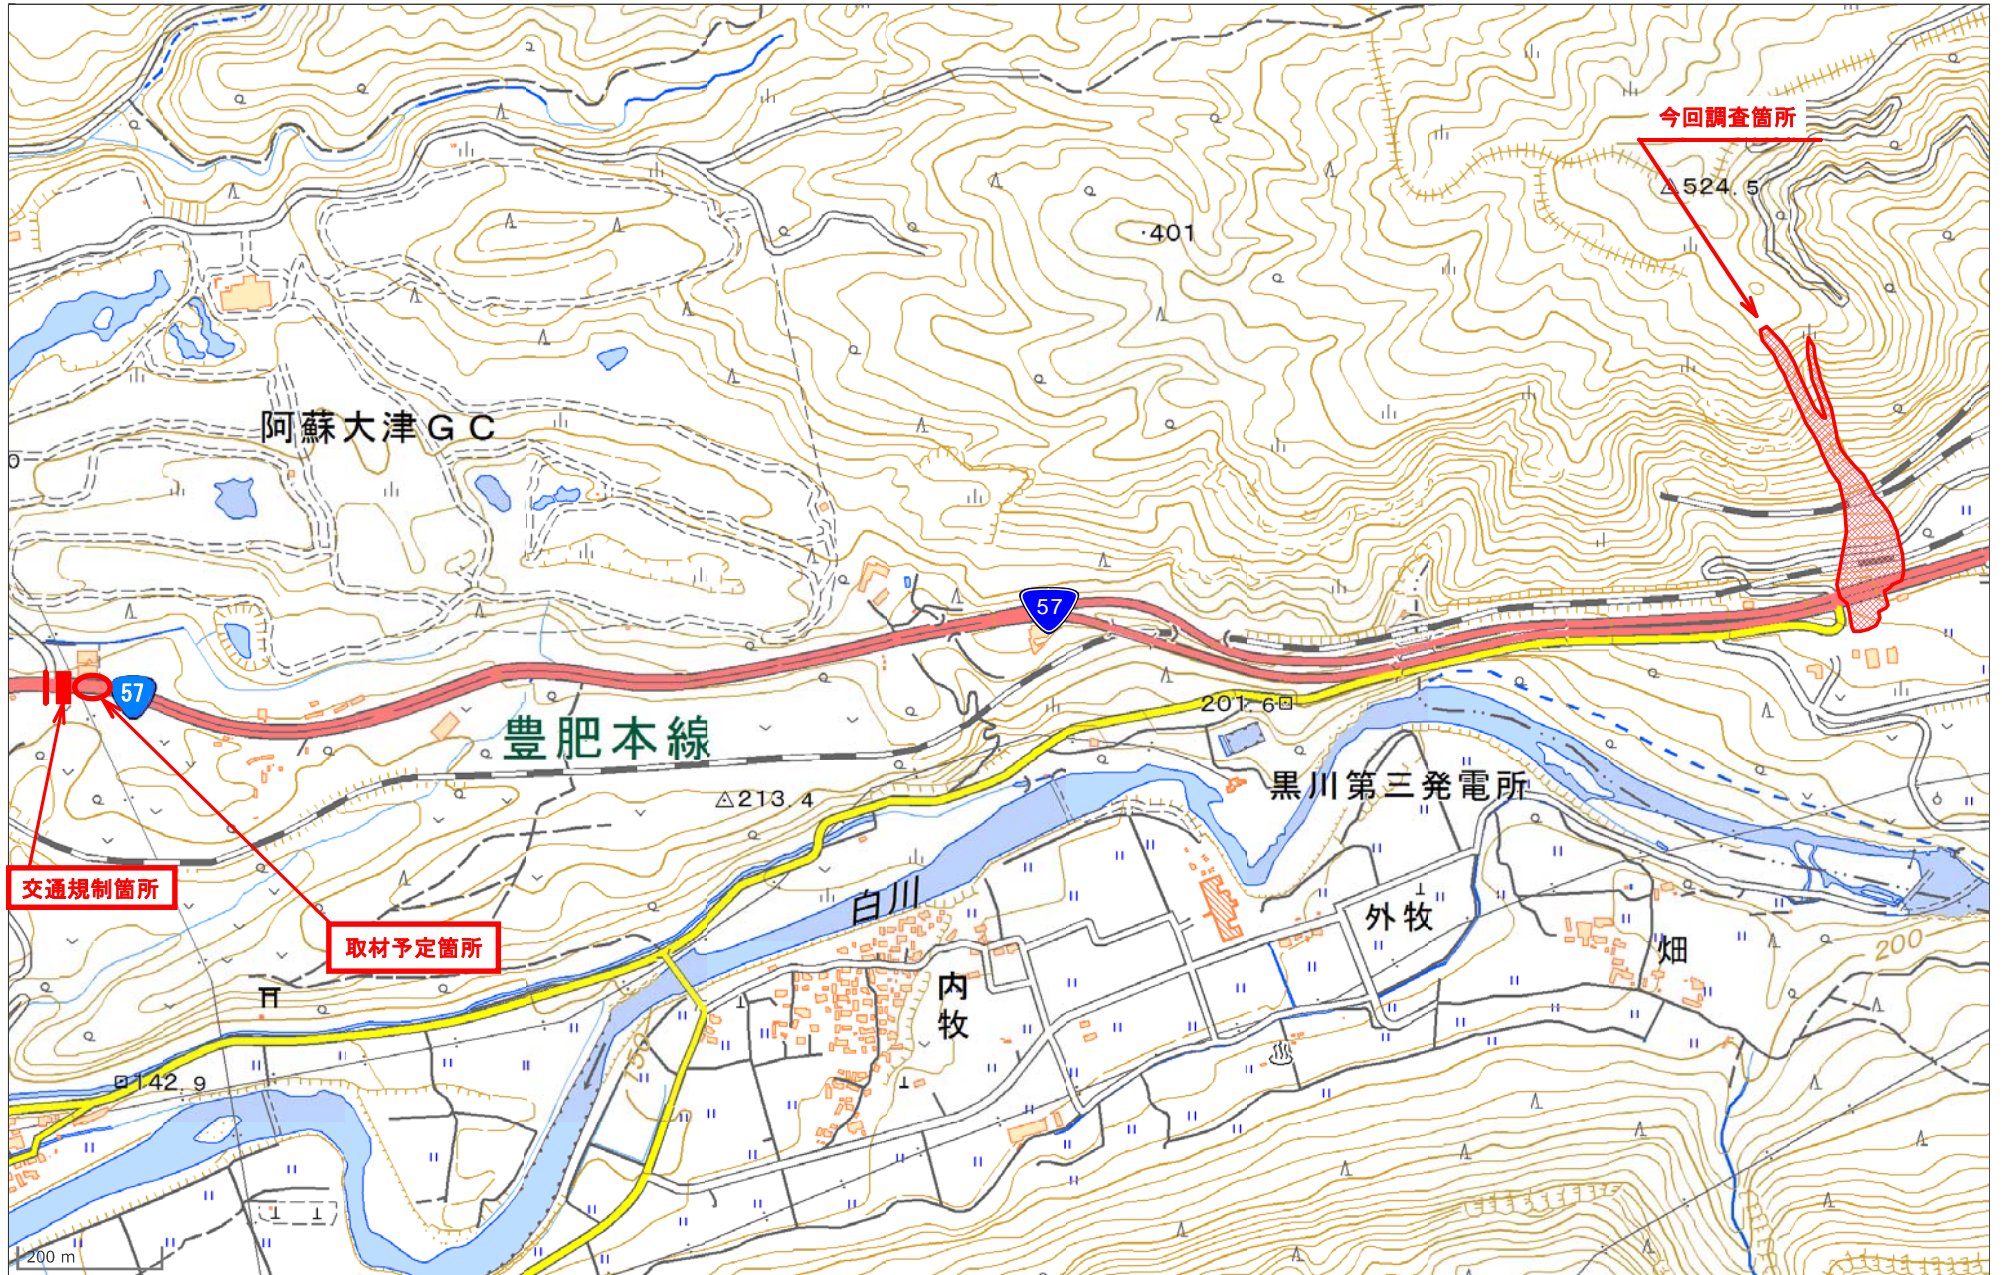 今回調査箇所
524.5
・401
阿蘇大津GC
57
57
201.6
豊肥本線
213.4
黒川第三発電所
交通規制箇所
白川
外牧
取材予定箇所
畑
200
内牧
150
142.9
200 m